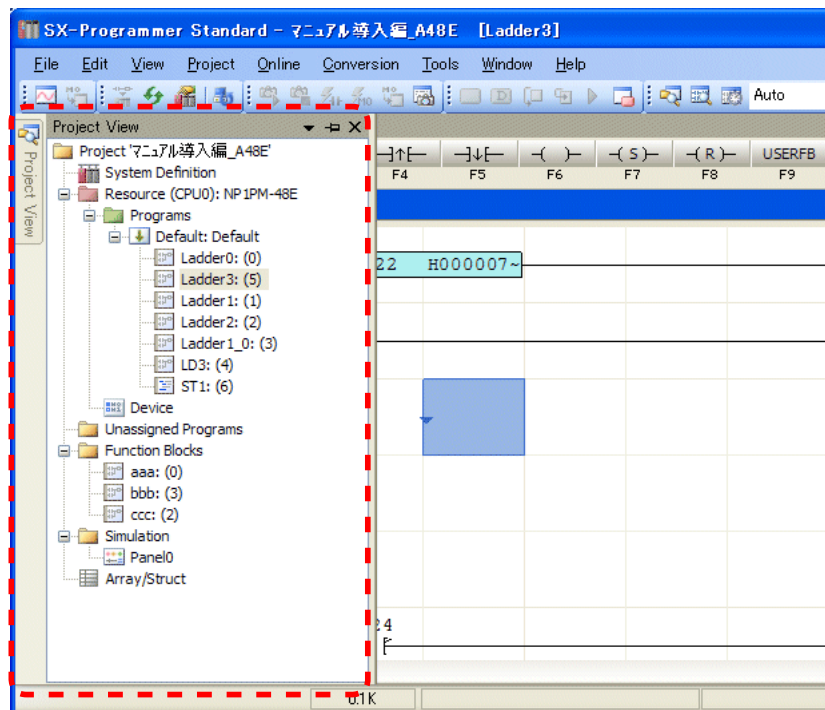 SX-Programmer Standard - マニュアル導入編_A48E [Ladder3]
File Edit View Project Online Conversion Tools Window Help
Auto
Project View
Project View
Project 'マニュアル導入編_A48E'
System Definition
Resource (CPU0): NP1PM-48E
Programs
Default: Default
Ladder0: (0)
Ladder3: (5)
Ladder1: (1)
Ladder2: (2)
Ladder1_0: (3)
LD3: (4)
ST1: (6)
Device
Unassigned Programs
Function Blocks
aaa: (0)
bbb: (3)
ccc: (2)
Simulation
Panel0
Array/Struct
( ) ( S ) ( R ) USERFB
F4 F5 F6 F7 F8 F9
22 H000007~
24
0.1K